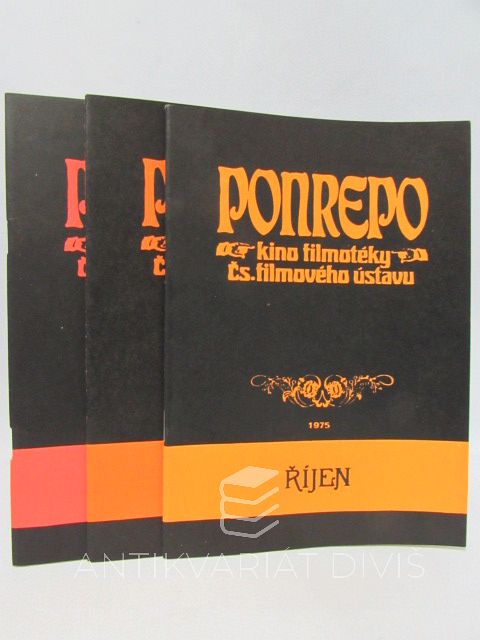 PONREPO
kino filmotéky
Čs. filmového ústavu
1975
ŘÍJEN
P
Č
P
Č
ANTIKVARIÁT DIVIŠ